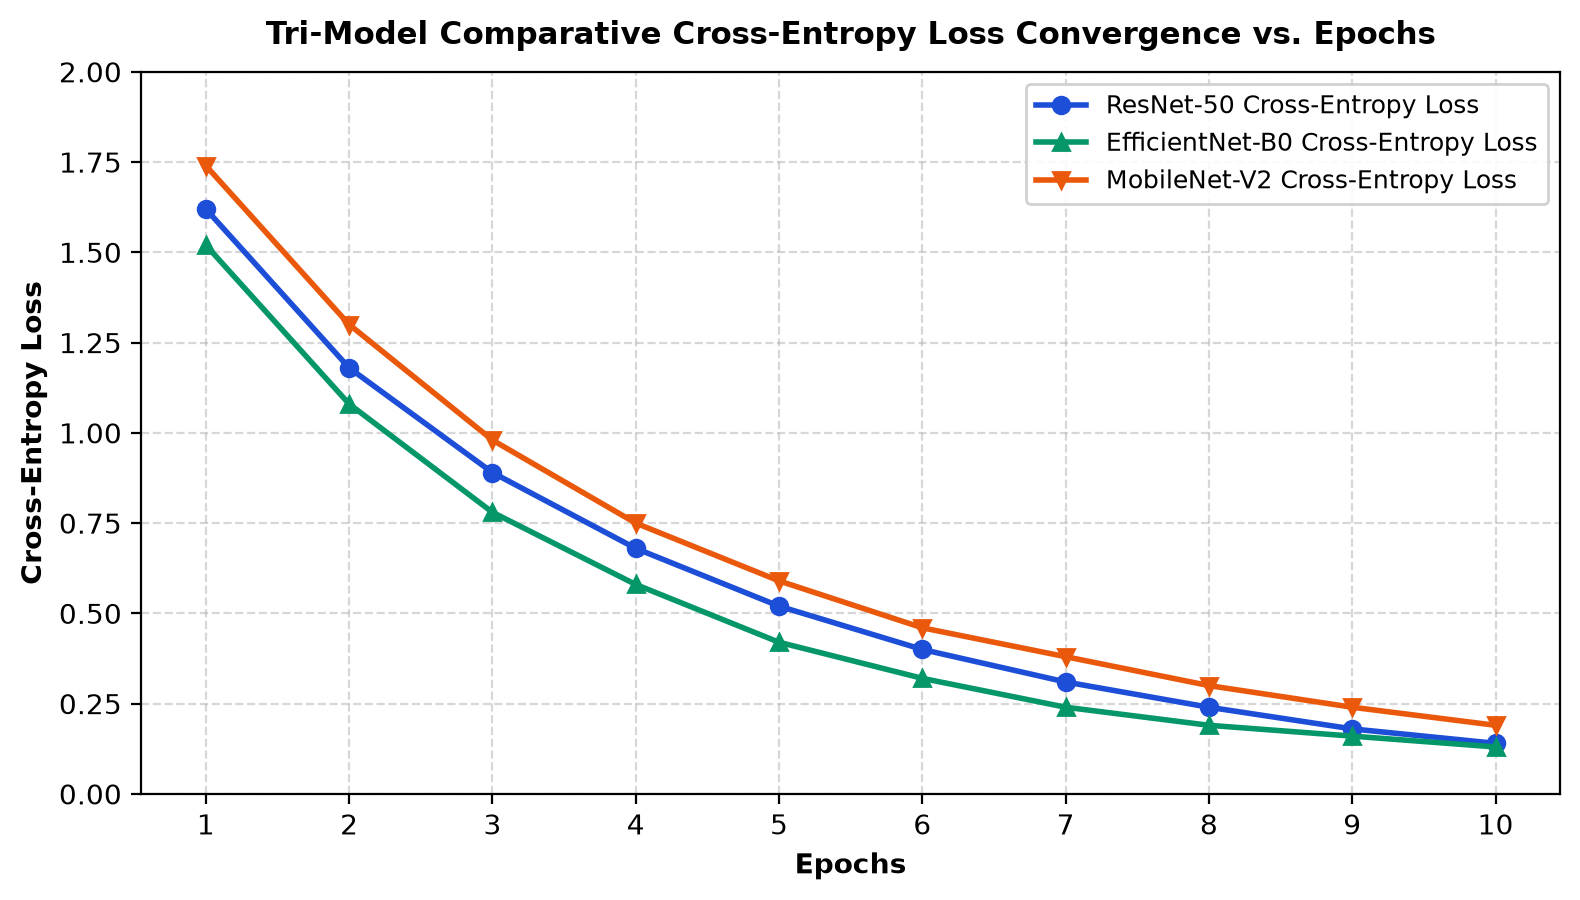 Tri-Model Comparative Cross-Entropy Loss Convergence vs. Epochs
ResNet-50 Cross-Entropy Loss
EfficientNet-B0 Cross-Entropy Loss
MobileNet-V2 Cross-Entropy Loss
Cross-Entropy Loss
2.00
1.75
1.50
1.25
1.00
0.75
0.50
0.25
0.00
1 2 3 4 5 6 7 8 9 10
Epochs